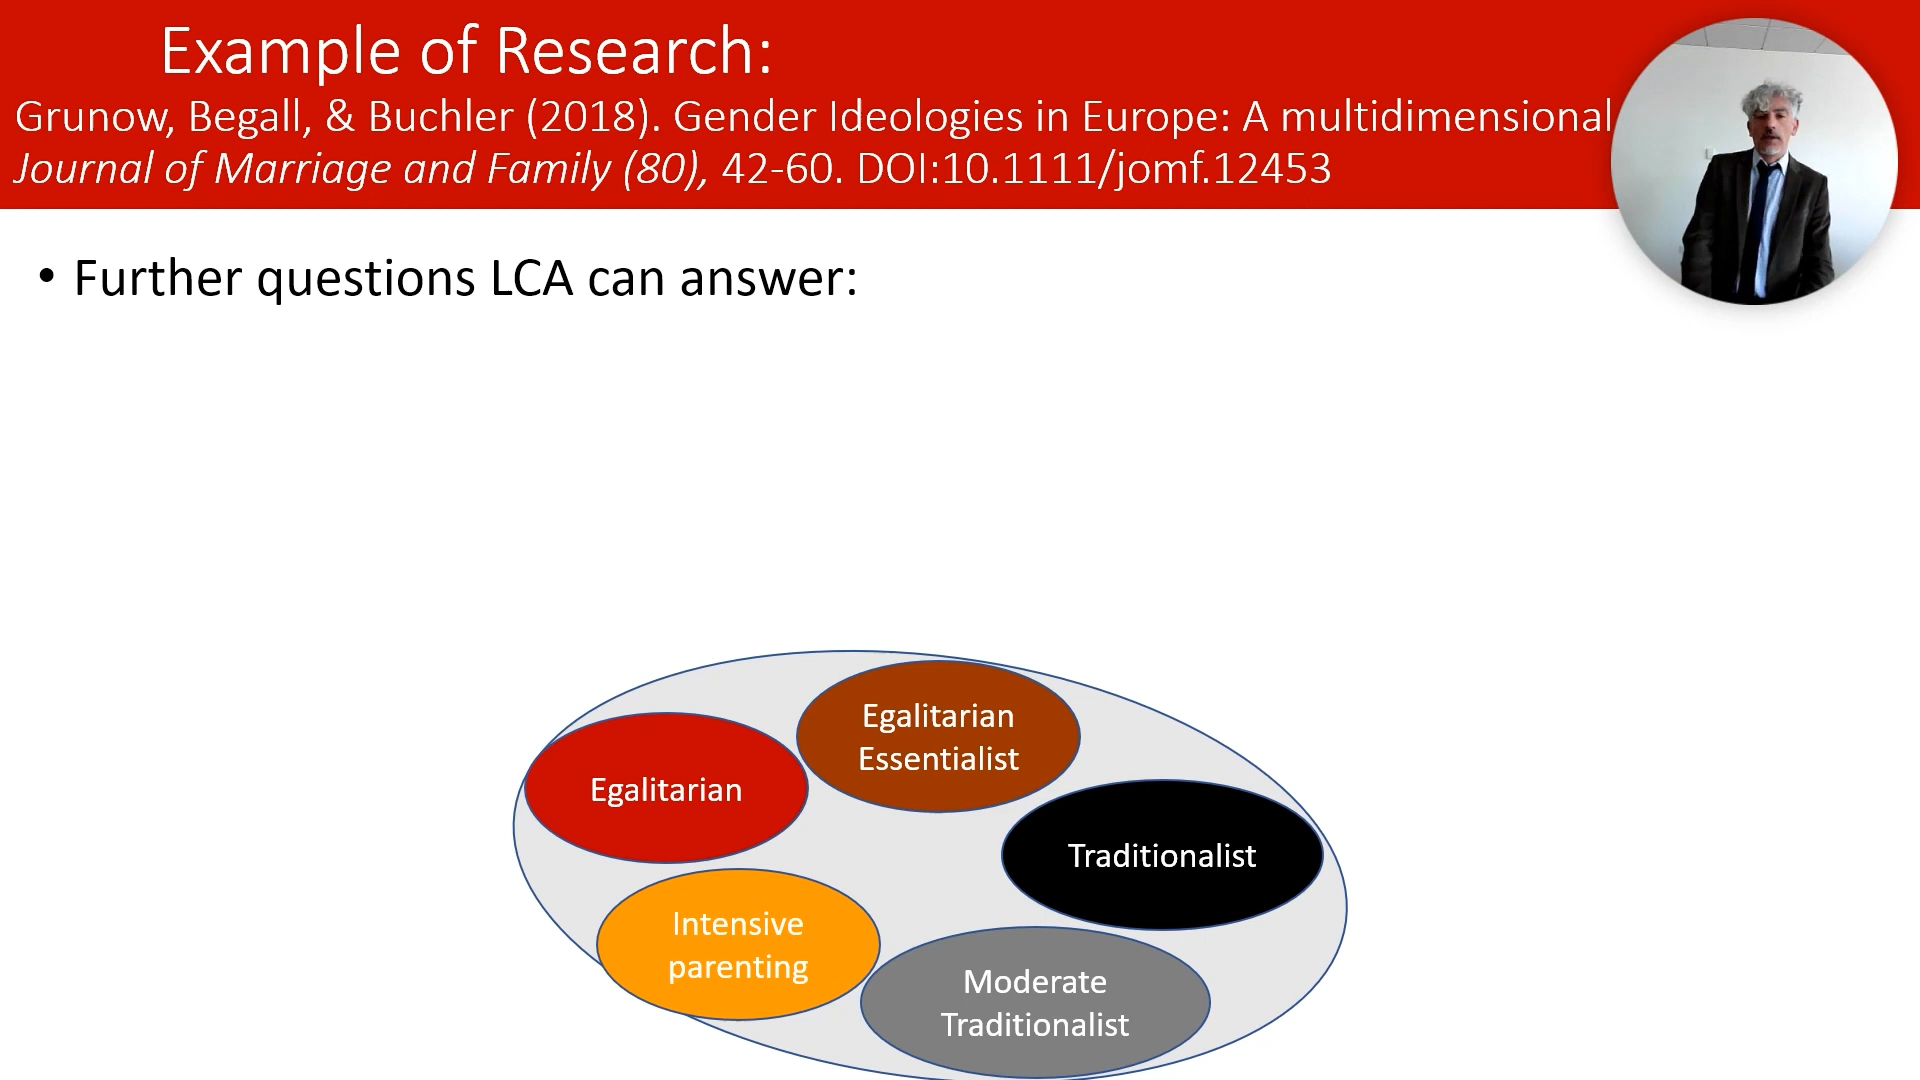 Example of Research:
Grunow, Begall, & Buchler (2018). Gender Ideologies in Europe: A multidimensional
Journal of Marriage and Family (80), 42-60. DOI:10.1111/jomf.12453
• Further questions LCA can answer:
Egalitarian
Essentialist
Egalitarian
Traditionalist
Intensive
parenting
Moderate
Traditionalist